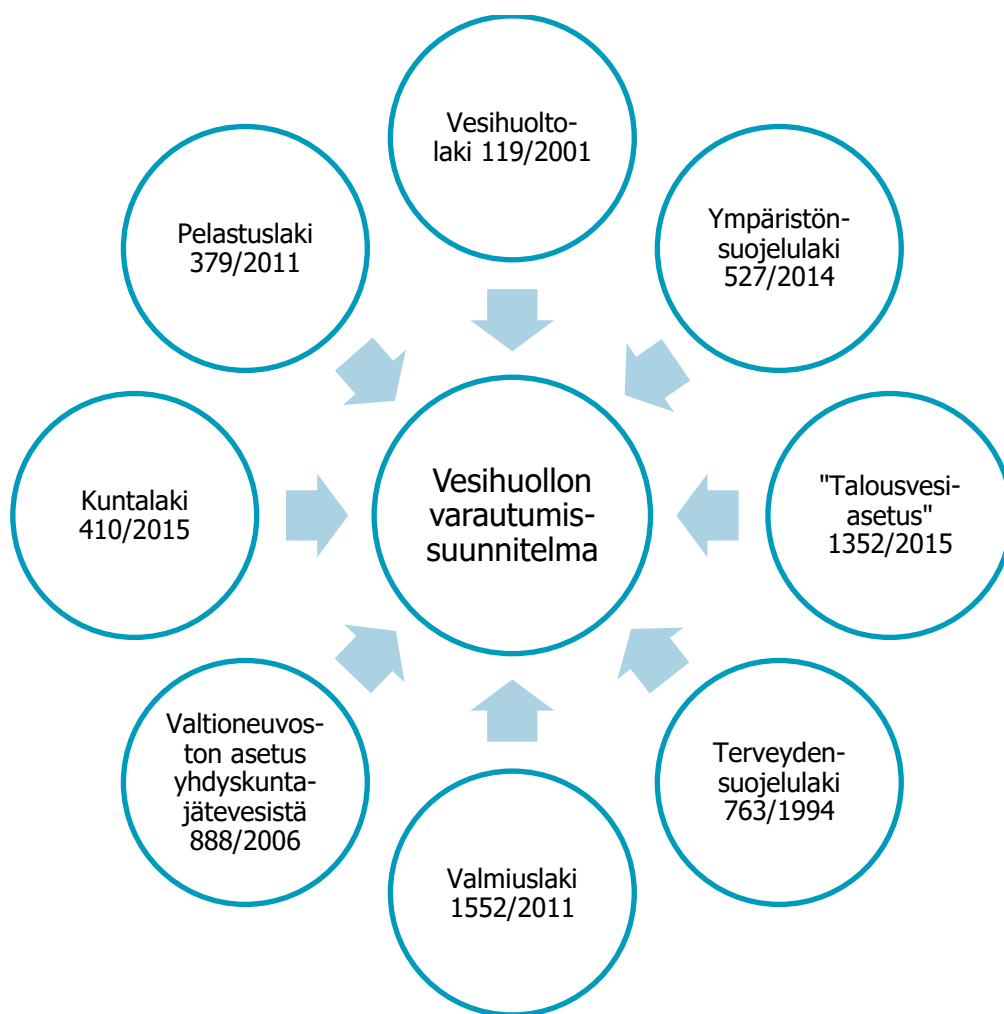 Vesihuolto-
laki 119/2001
Ympäristön-
suojelulaki
527/2014
"Talousvesi-
asetus"
1352/2015
Terveyden-
suojelulaki
763/1994
Valmiuslaki
1552/2011
Valtioneuvos-
ton asetus
yhdyskunta-
jätevesistä
888/2006
Kuntalaki
410/2015
Pelastuslaki
379/2011
Vesihuollon
varautumis-
suunnitelma